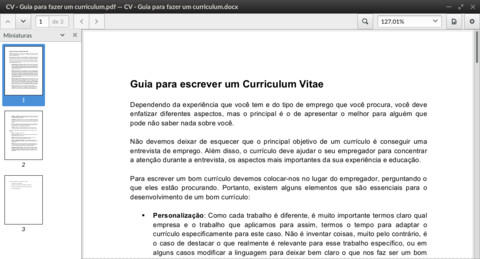 CV - Guia para fazer um curriculum.pdf — CV - Guia para fazer um curriculum.docx
1 de 3 127.01%
Miniaturas
1
2
3
Guia para escrever um Curriculum Vitae
Dependendo da experiência que você tem e do tipo de emprego que você procura, você deve
enfatizar diferentes aspectos, mas o principal é o de apresentar o melhor para alguém que
pode não saber nada sobre você.
Não devemos deixar de esquecer que o principal objetivo de um currículo é conseguir uma
entrevista de emprego. Além disso, o currículo deve ajudar o seu empregador para concentrar
a atenção durante a entrevista, os aspectos mais importantes da sua experiência e educação.
Para escrever um bom currículo devemos colocar-nos no lugar do empregador, perguntando o
que eles estão procurando. Portanto, existem alguns elementos que são essenciais para o
desenvolvimento de um bom currículo:
• Personalização: Como cada trabalho é diferente, é muito importante termos claro qual
empresa e o trabalho que aplicamos para assim, termos o tempo para adaptar o
currículo especificamente para este caso. Não é inventar coisas, muito pelo contrário, é
o caso de destacar o que realmente é relevante para esse trabalho específico, ou em
alguns casos modificar a linguagem para deixar bem claro o que nos faz ser um bom